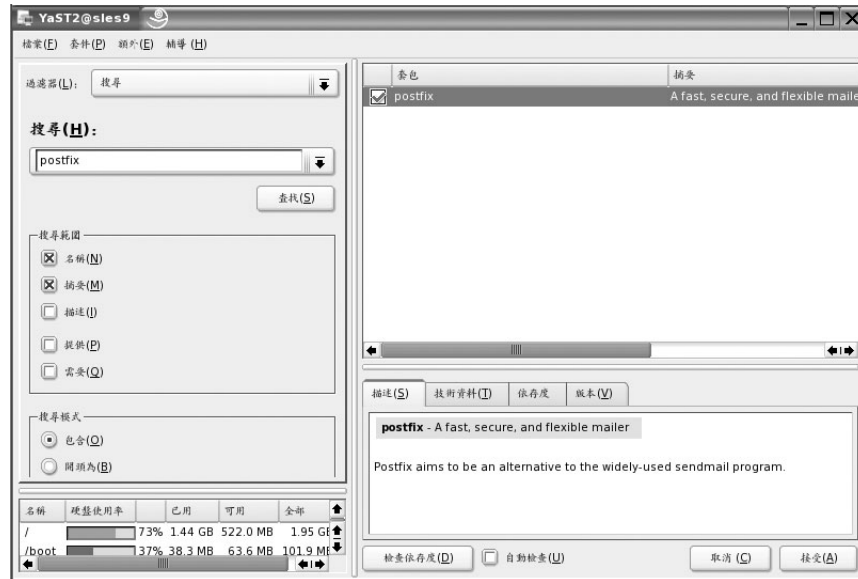 YaST2@sles9
檔案(F) 套件(P) 額外(E) 輔導 (H)
過濾器(L): 搜尋
搜尋(H):
postfix
查找(S)
搜尋範圍
名稱(N)
摘要(M)
描述(I)
提供(P)
需要(Q)
搜尋模式
包含(O)
開頭為(B)
名稱 硬盤使用率 已用 可用 全部
/ 73% 1.44 GB 522.0 MB 1.95 GB
/boot 37% 38.3 MB 63.6 MB 101.9 MB
套包 摘要
postfix A fast, secure, and flexible maile
描述(S) 技術資料(T) 依存度 版本(V)
postfix - A fast, secure, and flexible mailer
Postfix aims to be an alternative to the widely-used sendmail program.
檢查依存度(D) 自動檢查(U) 取消 (C) 接受(A)